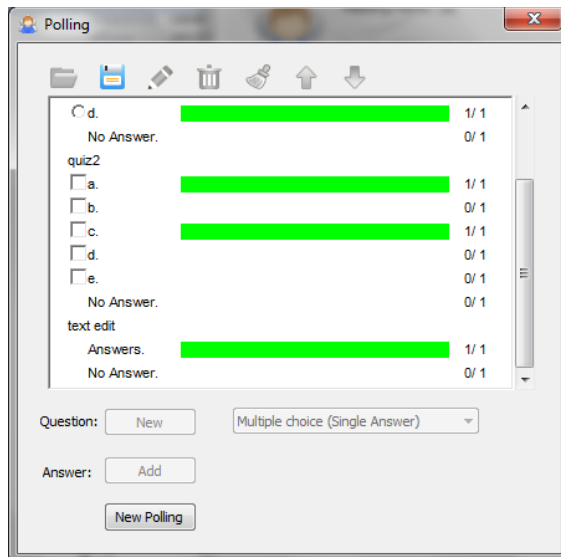 Polling
d. 1/ 1
No Answer. 0/ 1
quiz2
a. 1/ 1
b. 0/ 1
c. 1/ 1
d. 0/ 1
e. 0/ 1
No Answer. 0/ 1
text edit
Answers. 1/ 1
No Answer. 0/ 1
Question: New Multiple choice (Single Answer)
Answer: Add
New Polling